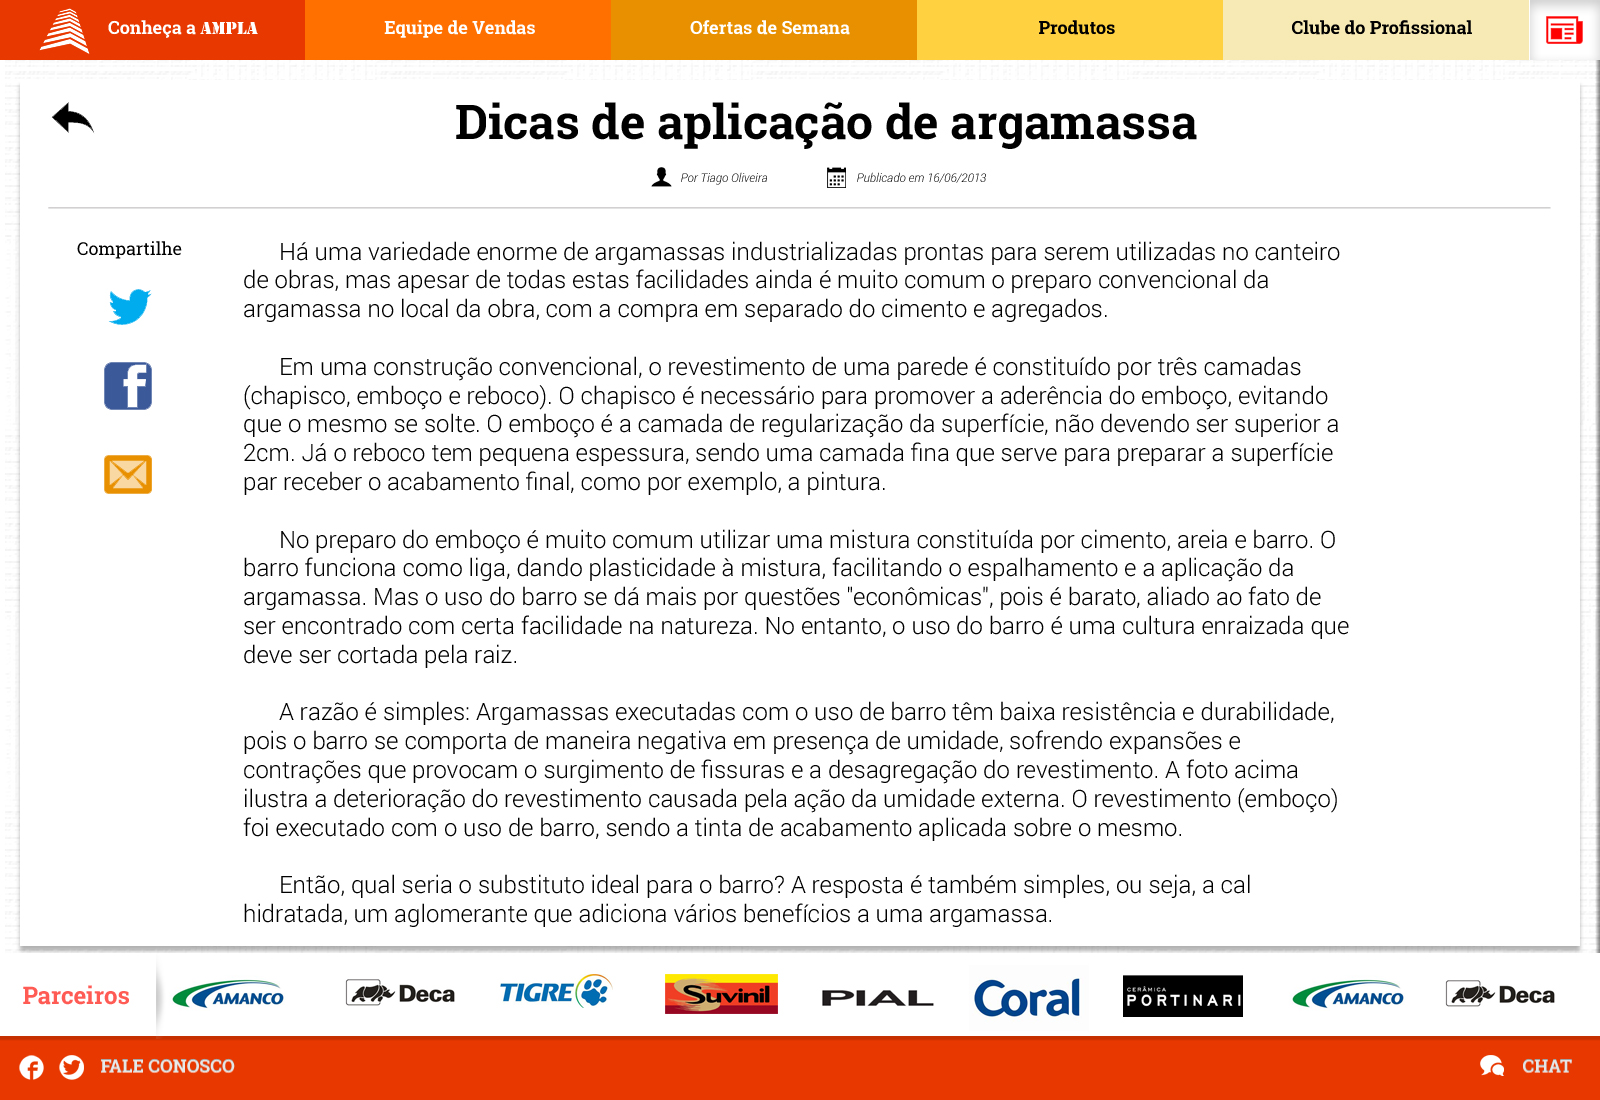 Conheça a AMPLA
Equipe de Vendas
Ofertas de Semana
Produtos
Clube do Profissional
Dicas de aplicação de argamassa
Por Tiago Oliveira
Publicado em 16/06/2013
Compartilhe
Há uma variedade enorme de argamassas industrializadas prontas para serem utilizadas no canteiro
de obras, mas apesar de todas estas facilidades ainda é muito comum o preparo convencional da
argamassa no local da obra, com a compra em separado do cimento e agregados.
Em uma construção convencional, o revestimento de uma parede é constituído por três camadas
(chapisco, emboço e reboco). O chapisco é necessário para promover a aderência do emboço, evitando
que o mesmo se solte. O emboço é a camada de regularização da superfície, não devendo ser superior a
2cm. Já o reboco tem pequena espessura, sendo uma camada fina que serve para preparar a superfície
par receber o acabamento final, como por exemplo, a pintura.
No preparo do emboço é muito comum utilizar uma mistura constituída por cimento, areia e barro. O
barro funciona como liga, dando plasticidade à mistura, facilitando o espalhamento e a aplicação da
argamassa. Mas o uso do barro se dá mais por questões "econômicas", pois é barato, aliado ao fato de
ser encontrado com certa facilidade na natureza. No entanto, o uso do barro é uma cultura enraizada que
deve ser cortada pela raiz.
A razão é simples: Argamassas executadas com o uso de barro têm baixa resistência e durabilidade,
pois o barro se comporta de maneira negativa em presença de umidade, sofrendo expansões e
contrações que provocam o surgimento de fissuras e a desagregação do revestimento. A foto acima
ilustra a deterioração do revestimento causada pela ação da umidade externa. O revestimento (emboço)
foi executado com o uso de barro, sendo a tinta de acabamento aplicada sobre o mesmo.
Então, qual seria o substituto ideal para o barro? A resposta é também simples, ou seja, a cal
hidratada, um aglomerante que adiciona vários benefícios a uma argamassa.
Parceiros
AMANCO
Deca
TIGRE
Suvinil
PIAL
Coral
CERÂMICA
PORTINARI
AMANCO
Deca
FALE CONOSCO
CHAT